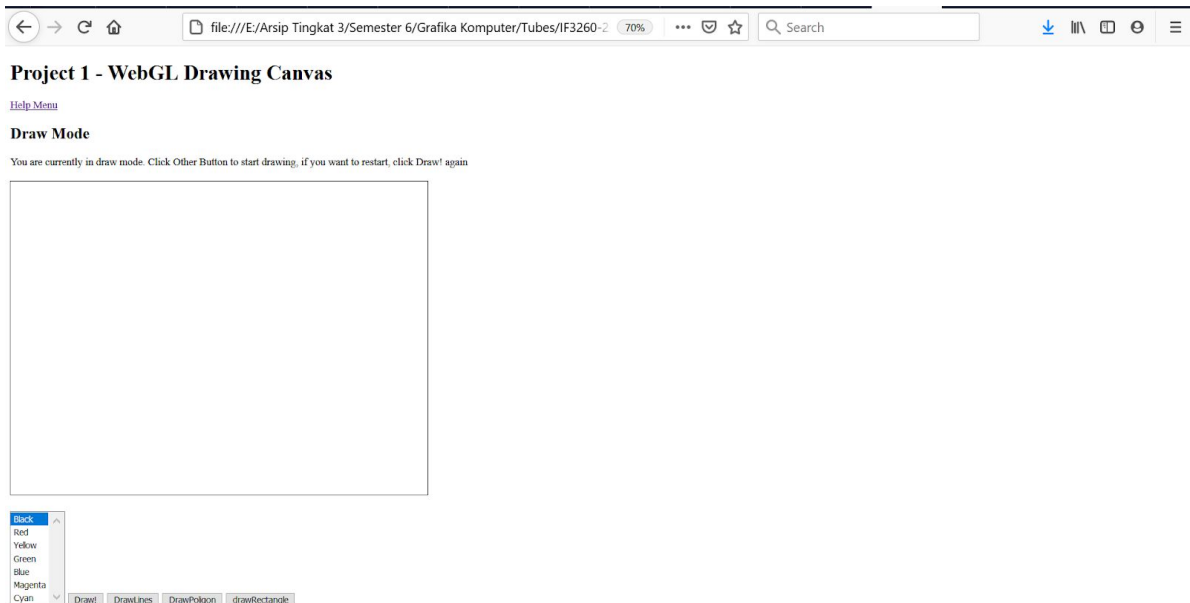 file:///E:/Arsip Tingkat 3/Semester 6/Grafika Komputer/Tubes/IF3260-2 70% Search
Project 1 - WebGL Drawing Canvas
Help Menu
Draw Mode
You are currently in draw mode. Click Other Button to start drawing, if you want to restart, click Draw! again
Black
Red
Yellow
Green
Blue
Magenta
Cyan
Draw! DrawLines DrawPoligon drawRectangle